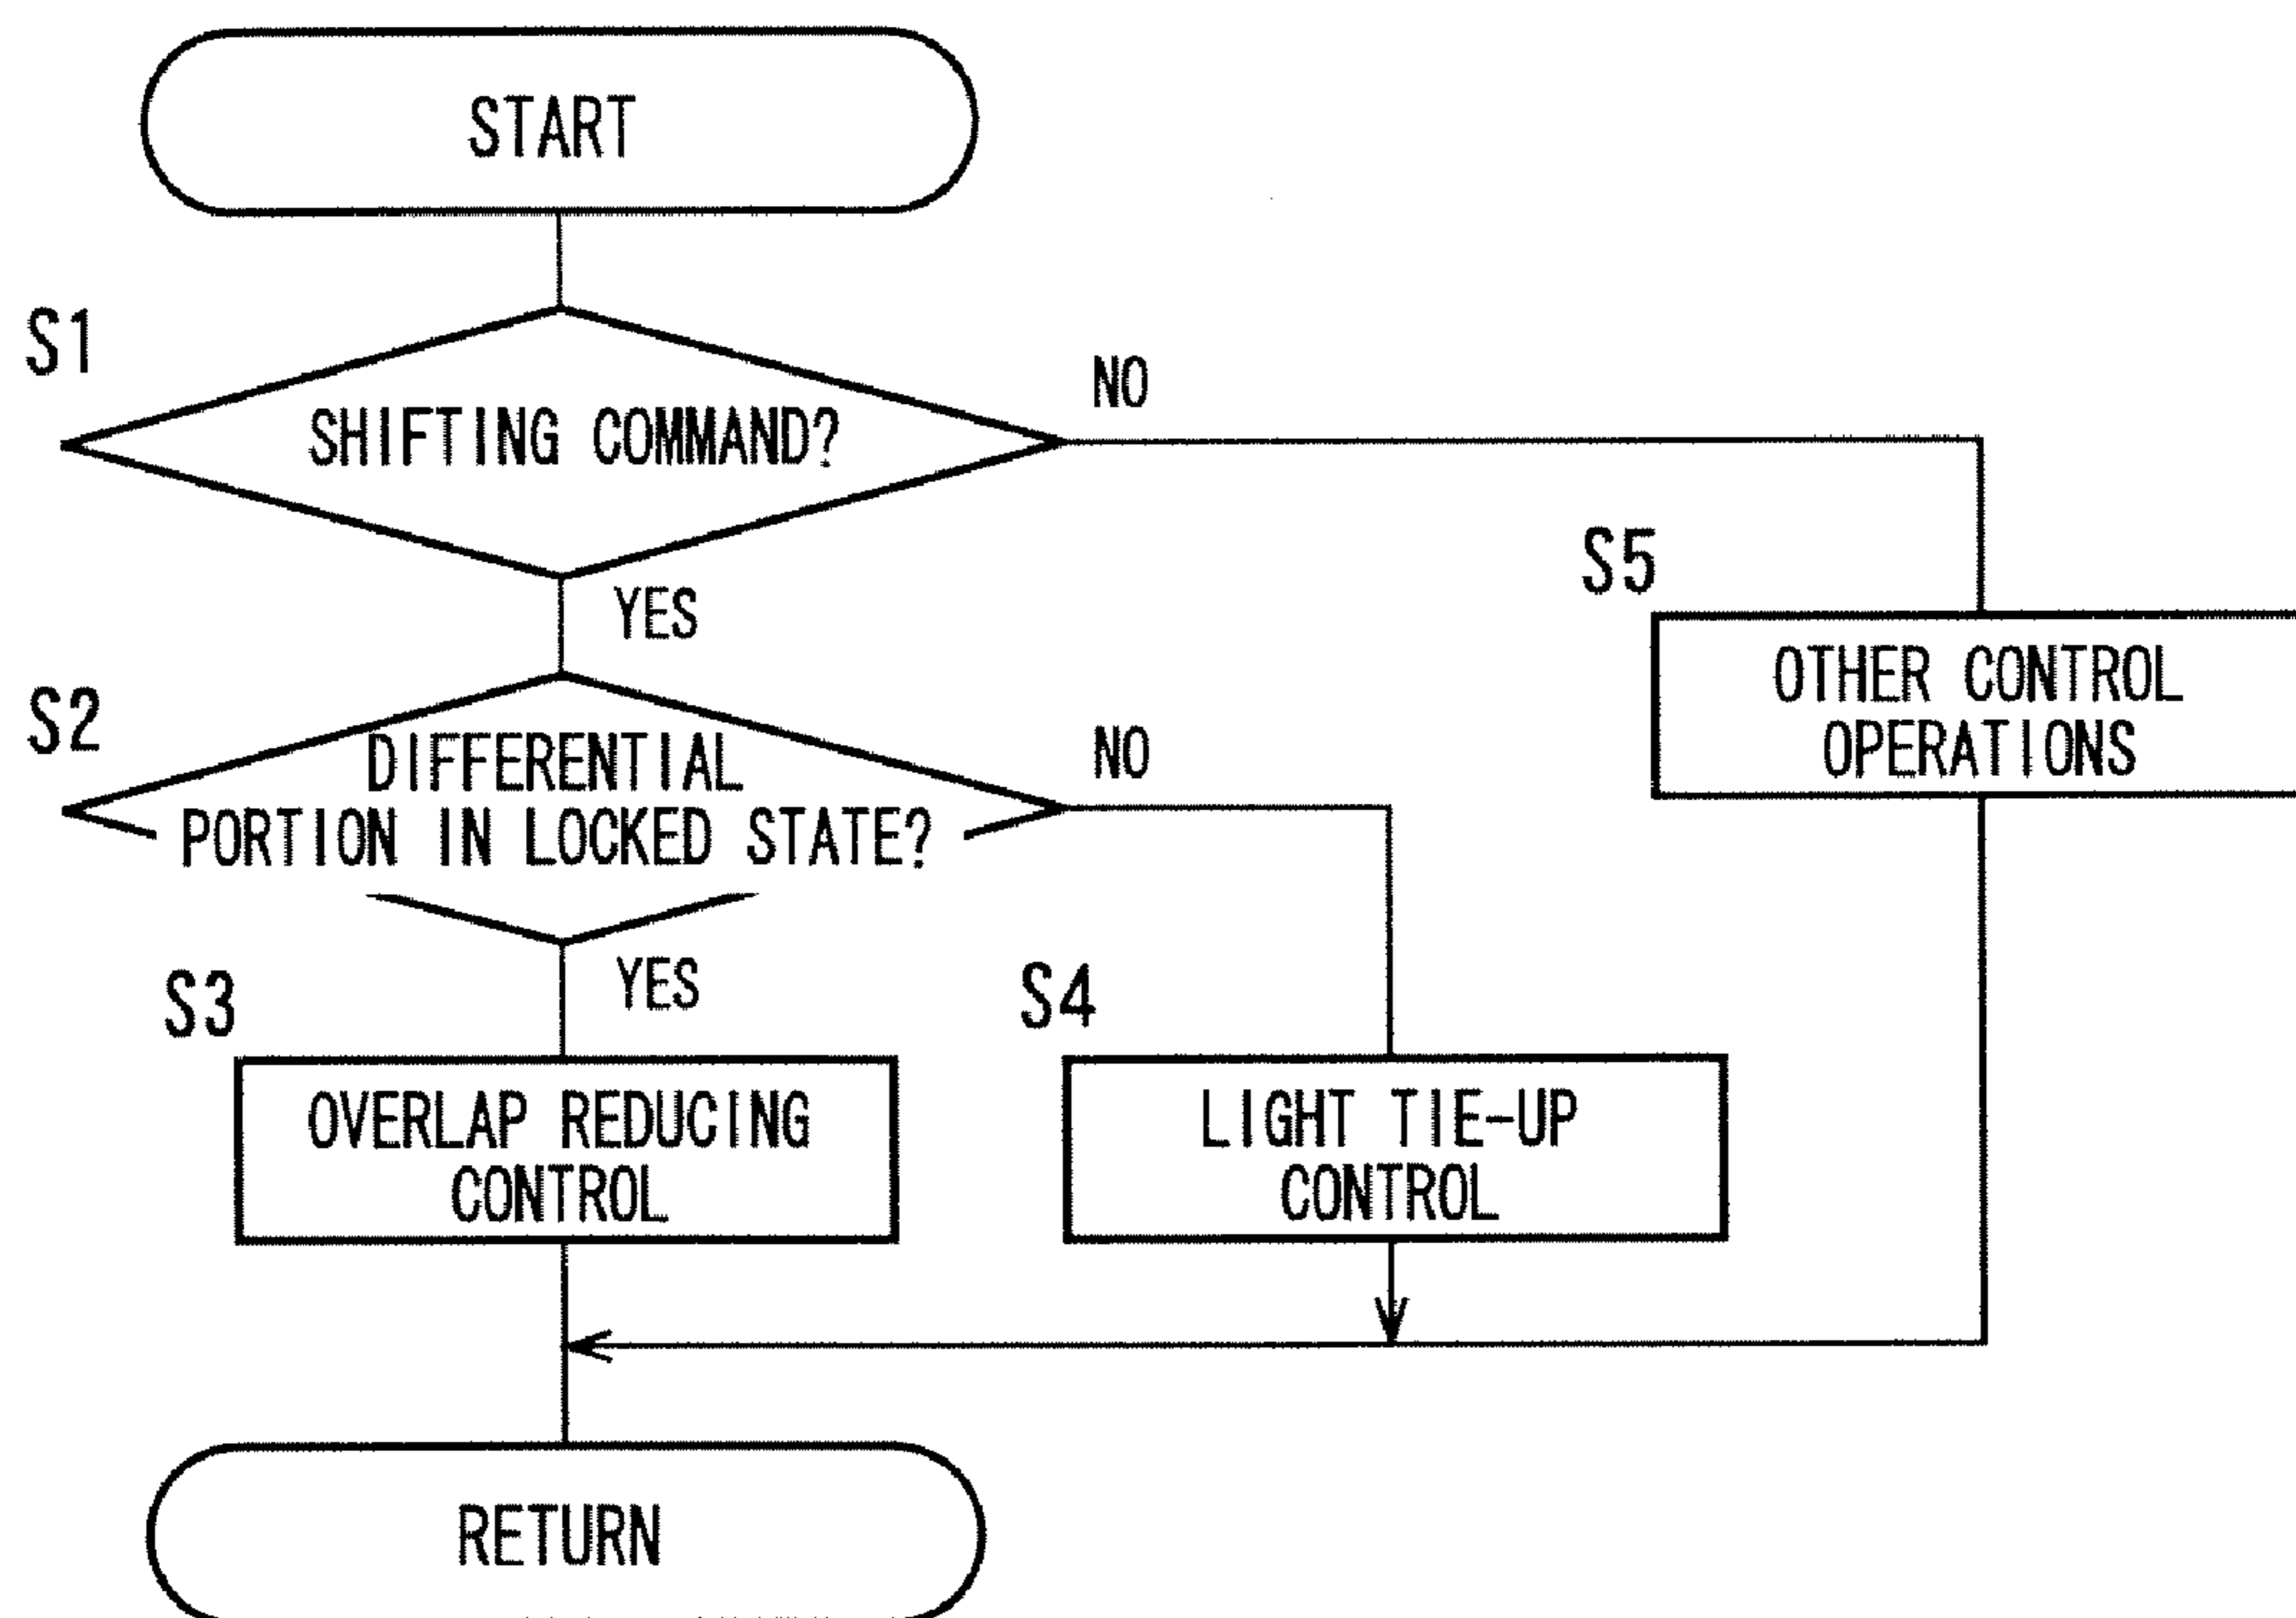 START
S1
SHIFTING COMMAND?
NO
YES
S5
OTHER CONTROL
OPERATIONS
S2
DIFFERENTIAL
PORTION IN LOCKED STATE?
NO
YES
S3
OVERLAP REDUCING
CONTROL
S4
LIGHT TIE-UP
CONTROL
RETURN